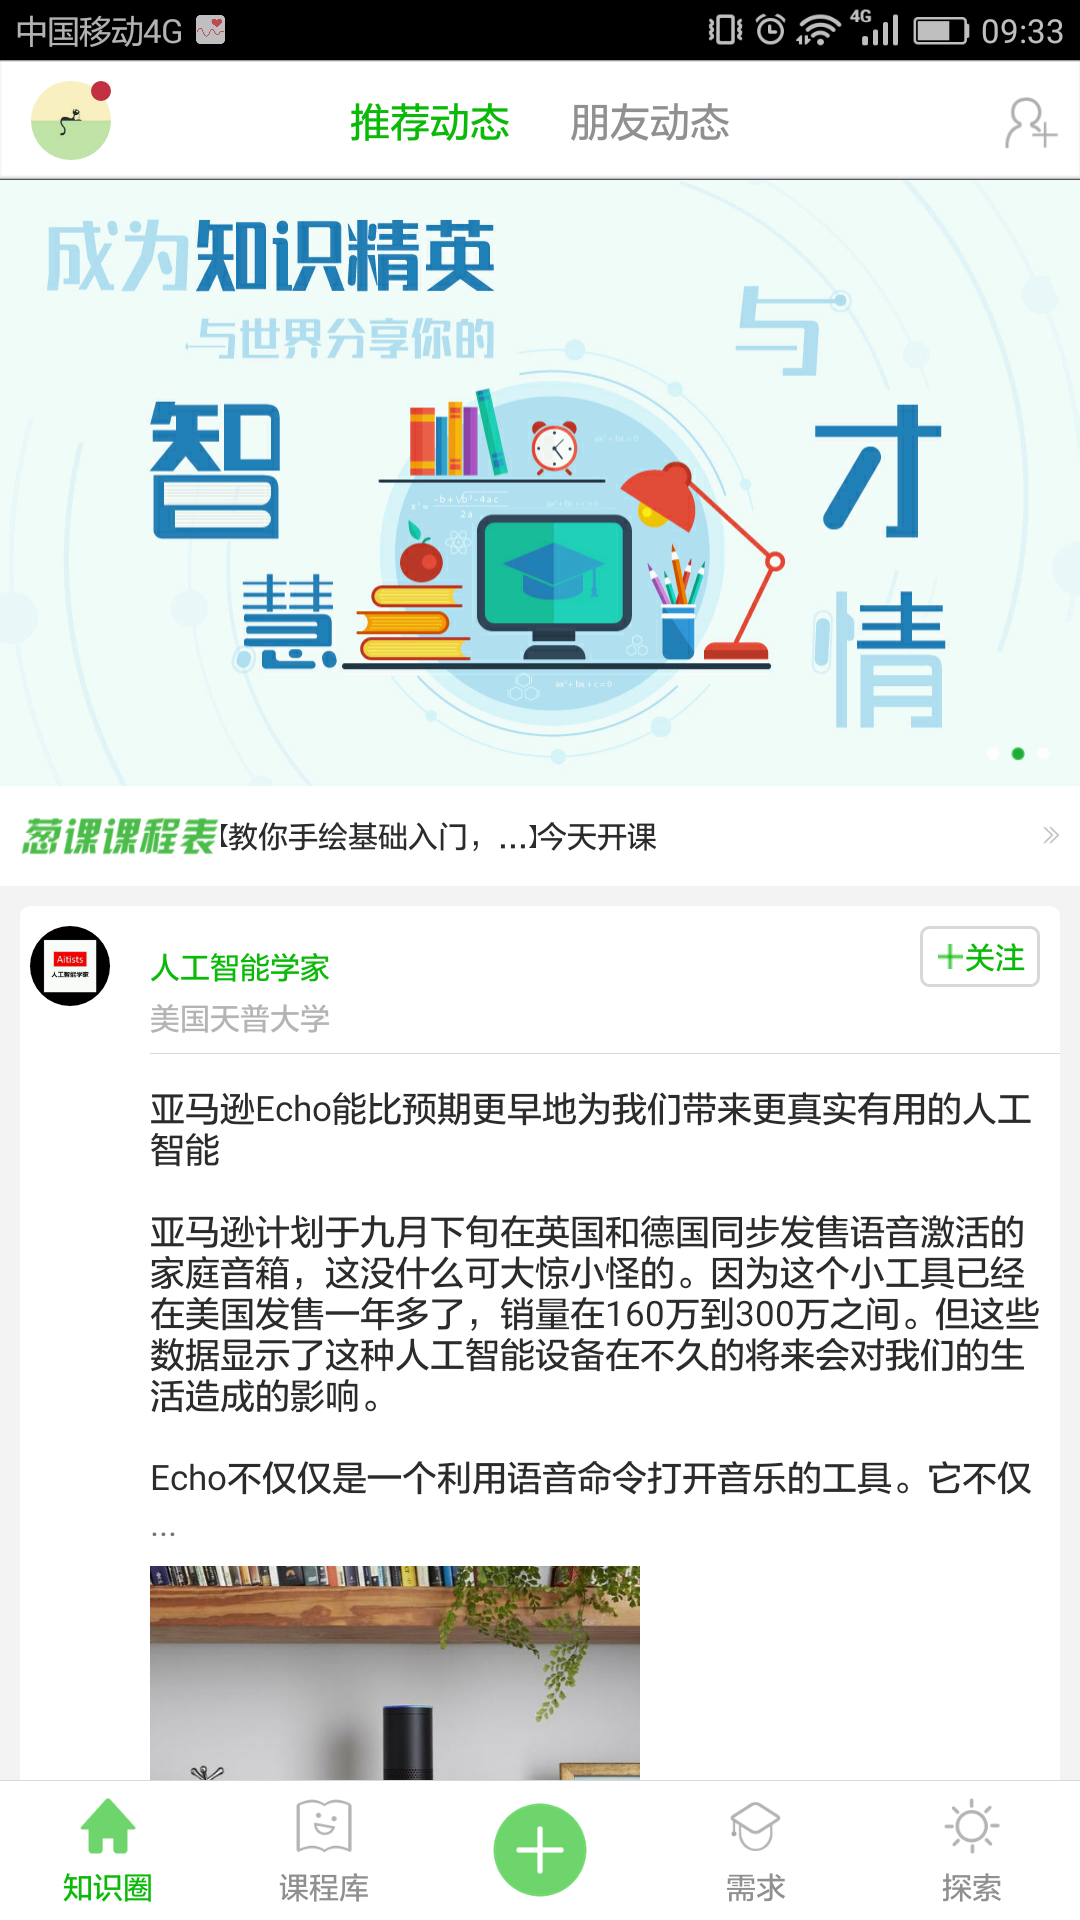 中国移动4G 4G 09:33
推荐动态 朋友动态
成为知识精英
与世界分享你的
智慧与才情
葱课课程表【教你手绘基础入门，...】今天开课
Aitists
人工智能学家
人工智能学家
+关注
美国天普大学
亚马逊Echo能比预期更早地为我们带来更真实有用的人工
智能
亚马逊计划于九月下旬在英国和德国同步发售语音激活的
家庭音箱，这没什么可大惊小怪的。因为这个小工具已经
在美国发售一年多了，销量在160万到300万之间。但这些
数据显示了这种人工智能设备在不久的将来会对我们的生
活造成的影响。
Echo不仅仅是一个利用语音命令打开音乐的工具。它不仅
...
知识圈 课程库 需求 探索